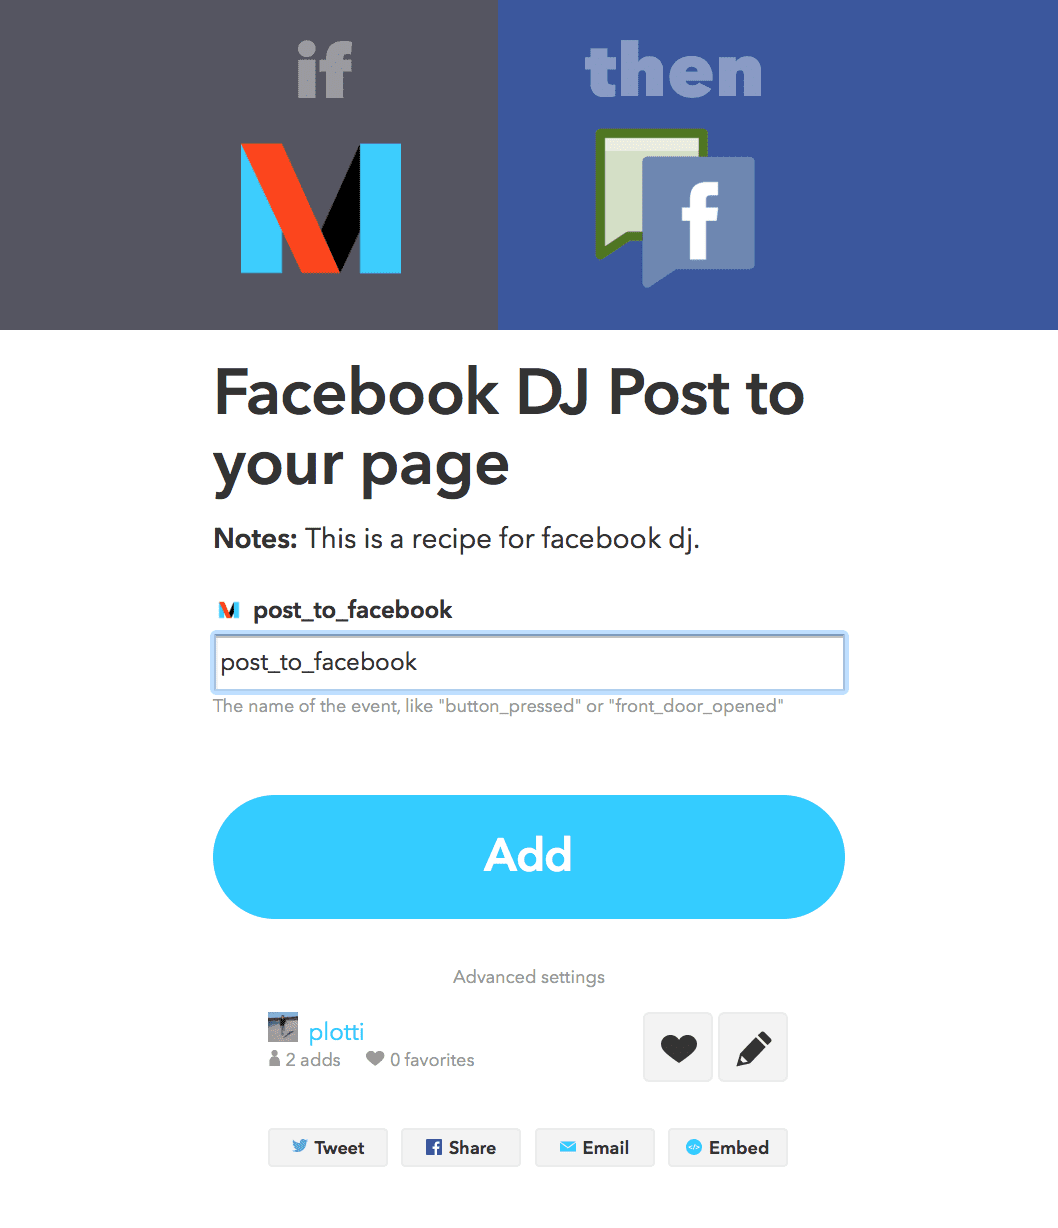 if
then
M
f
Facebook DJ Post to
your page
Notes: This is a recipe for facebook dj.
post_to_facebook
post_to_facebook
The name of the event, like "button_pressed" or "front_door_opened"
Add
Advanced settings
plotti
2 adds 0 favorites
Tweet Share Email Embed